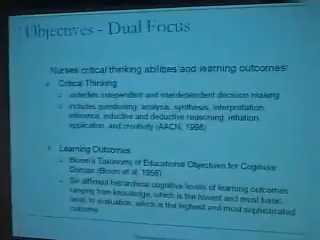 Objectives - Dual Focus
Nurses critical thinking abilities and learning outcomes:
Critical Thinking
underlies independent and interdependent decision making
includes questioning, analysis, synthesis, interpretation,
inference, inductive and deductive reasoning, intuition,
application, and creativity (AACN, 1998)
Learning Outcomes
Bloom's Taxonomy of Educational Objectives for Cognitive
Domain (Bloom et al. 1956)
Six different hierarchical cognitive levels of learning outcomes
ranging from knowledge, which is the lowest and most basic
level, to evaluation, which is the highest and most sophisticated
outcome